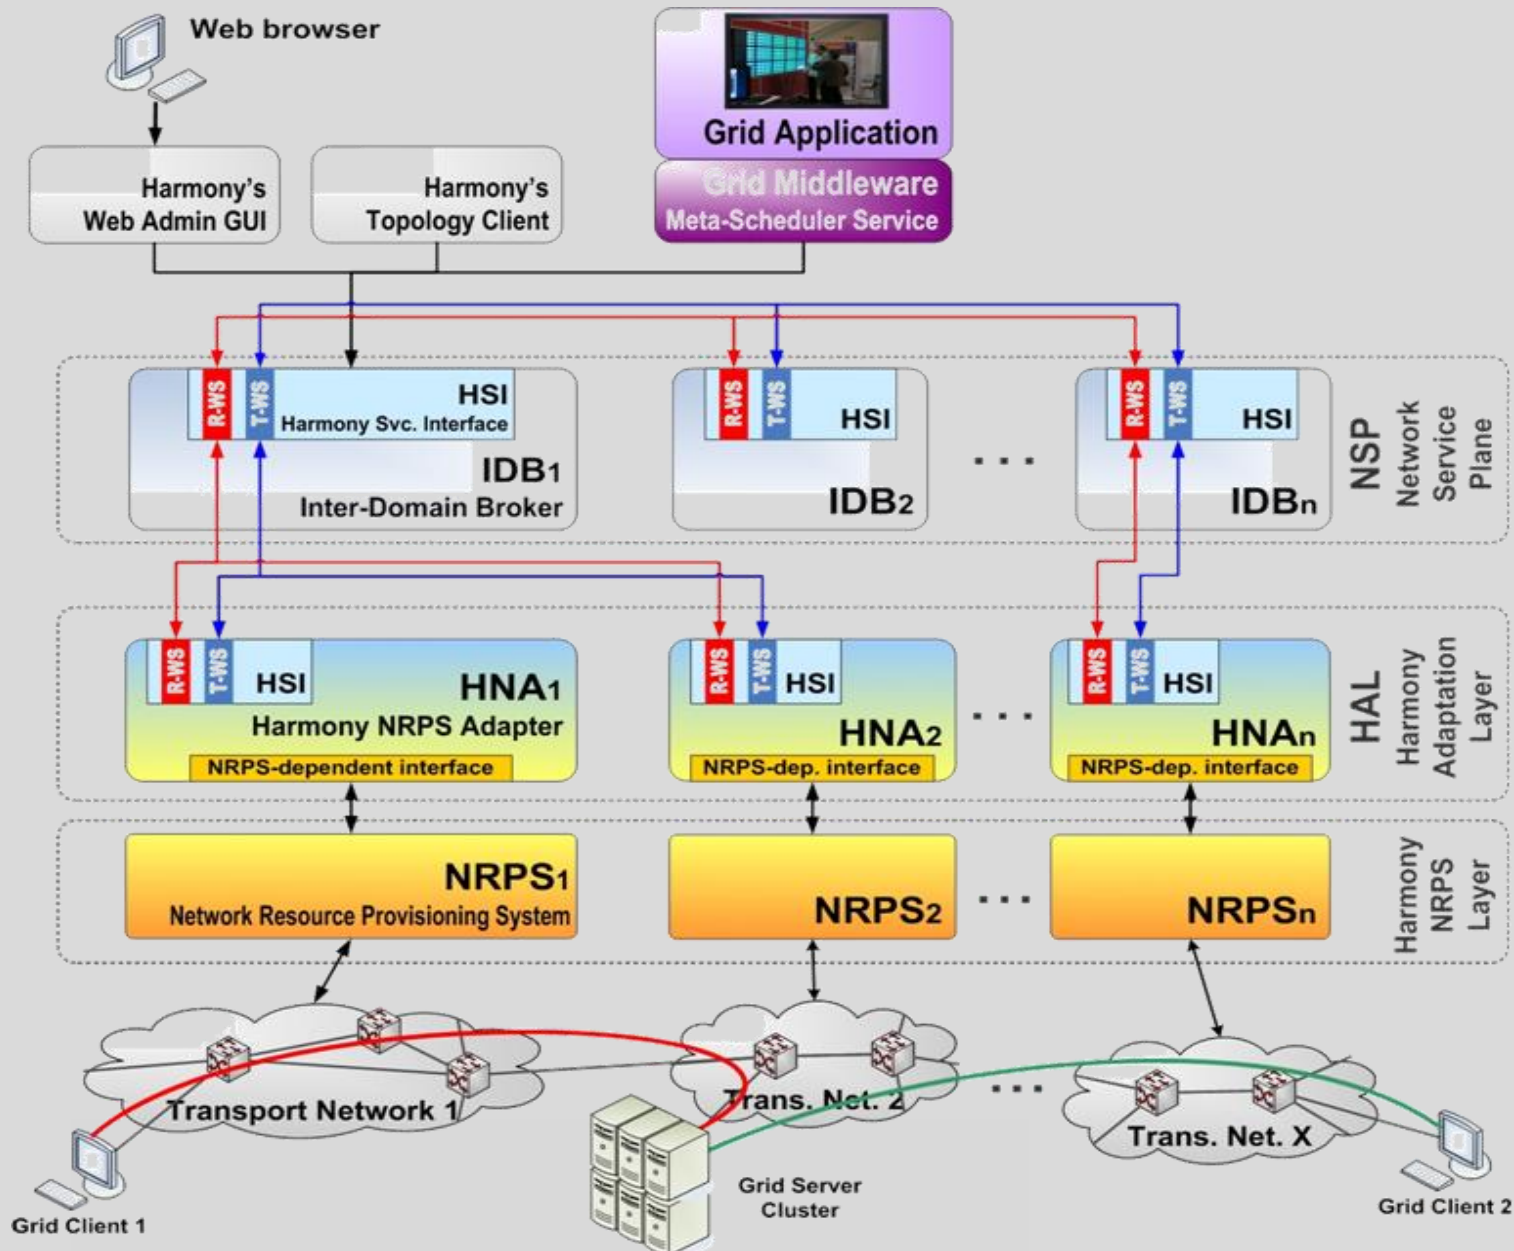 Web browser
Grid Application
Grid Middleware
Meta-Scheduler Service
Harmony's
Web Admin GUI
Harmony's
Topology Client
R-WS
T-WS
HSI
Harmony Svc. Interface
IDB1
Inter-Domain Broker
R-WS
T-WS
HSI
IDB2
. . .
R-WS
T-WS
HSI
IDBn
NSP
Network
Service
Plane
R-WS
T-WS
HSI
HNA1
Harmony NRPS Adapter
NRPS-dependent interface
R-WS
T-WS
HSI
HNA2
NRPS-dep. interface
. . .
R-WS
T-WS
HSI
HNAn
NRPS-dep. interface
HAL
Harmony
Adaptation
Layer
NRPS1
Network Resource Provisioning System
NRPS2
. . .
NRPSn
Harmony
NRPS
Layer
Transport Network 1
Trans. Net. 2
. . .
Trans. Net. X
Grid Client 1
Grid Server
Cluster
Grid Client 2